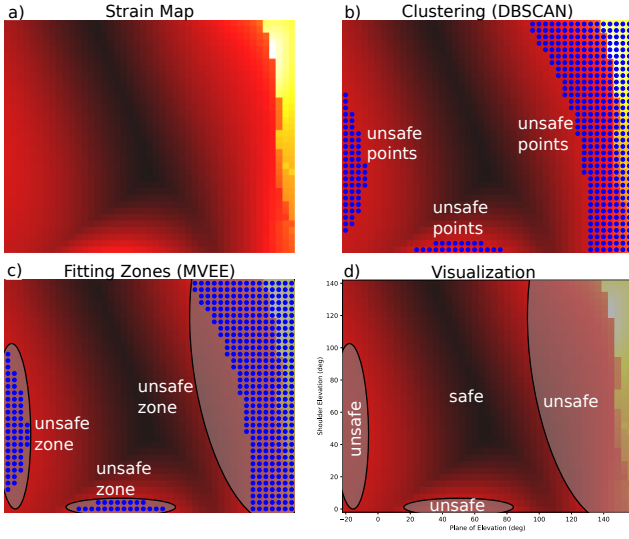 a) Strain Map
b) Clustering (DBSCAN)
unsafe
points
unsafe
points
unsafe
points
c) Fitting Zones (MVEE)
unsafe
zone
unsafe
zone
unsafe
zone
d) Visualization
140
120
100
80
60
40
20
0
Shoulder Elevation (deg)
unsafe
safe
unsafe
unsafe
−20 0 20 40 60 80 100 120 140
Plane of Elevation (deg)